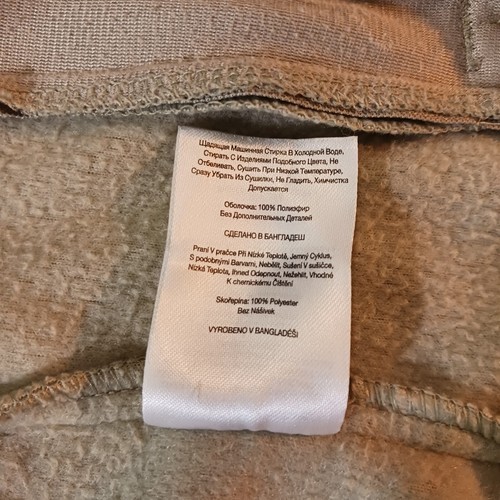 Щадящая Машинная Стирка В Холодной Воде,
Стирать С Изделиями Подобного Цвета, Не
Отбеливать, Сушить При Низкой Температуре,
Сразу Убрать Из Сушилки, Не Гладить, Химчистка
Допускается
Оболочка: 100% Полиэфир
Без Дополнительных Деталей
СДЕЛАНО В БАНГЛАДЕШ
Praní V pračce Při Nízké Teplotě, Jemný Cyklus,
S podobnými Barvami, Nebělit, Sušení V sušičce,
Nízké Teplota, Ihned Odepnout, Nežehlit, Vhodné
K chemickému Čištění
Skořepina: 100% Polyester
Bez Nášivek
VYROBENO V BANGLADÉŠI